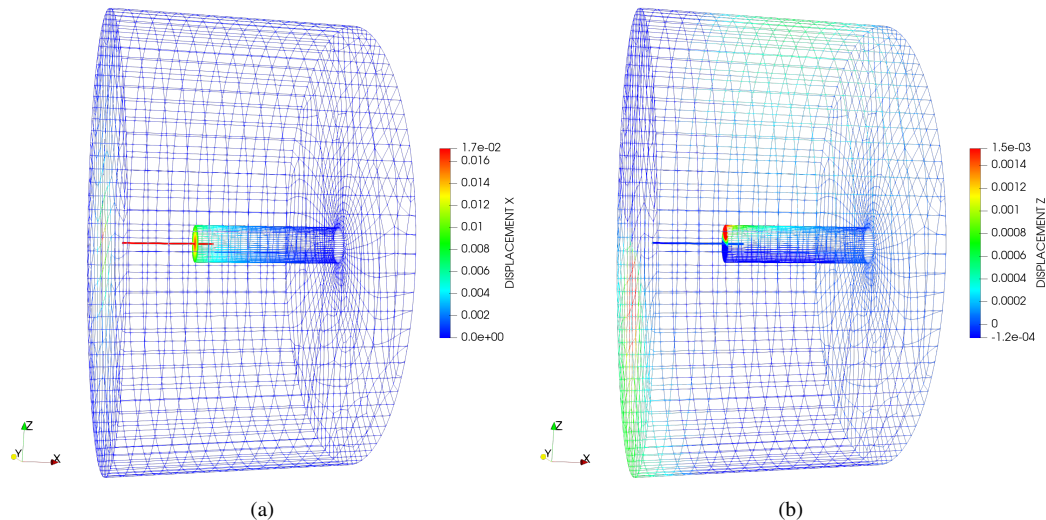 1.7e-02
0.016
0.014
0.012
0.01
0.008
0.006
0.004
0.002
0.0e+00
DISPLACEMENT X
Z
Y
X
(a)
1.5e-03
0.0014
0.0012
0.001
0.0008
0.0006
0.0004
0.0002
0
-1.2e-04
DISPLACEMENT Z
Z
Y
X
(b)